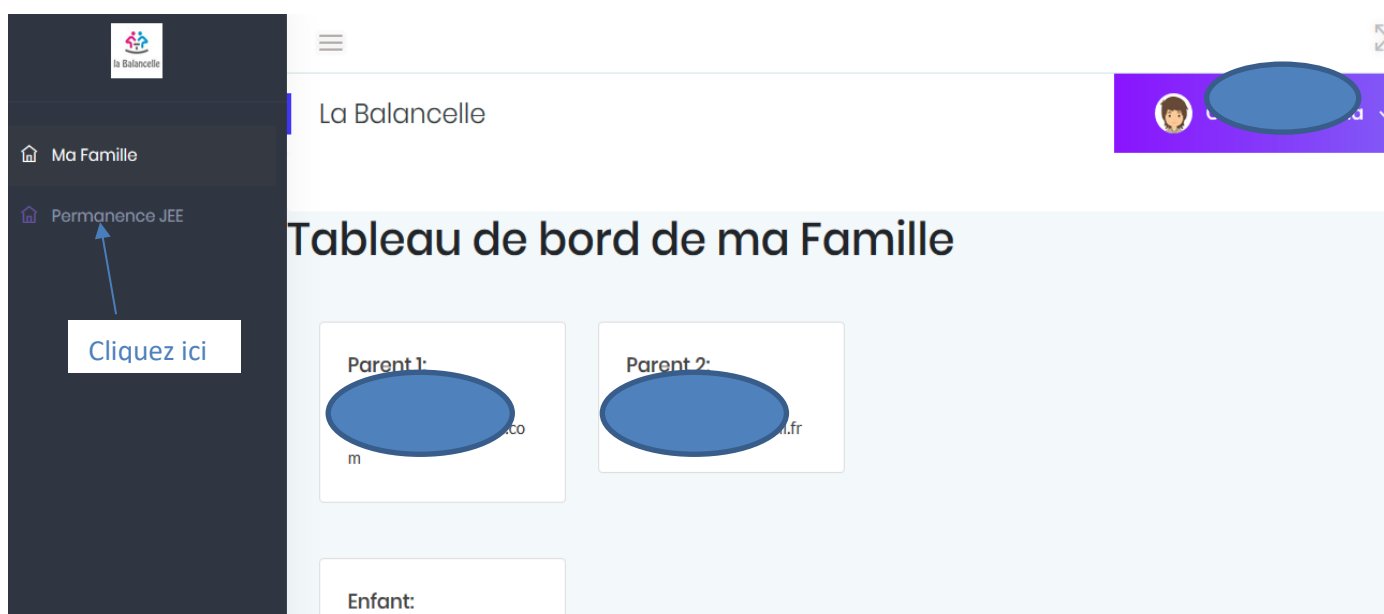 la Balancelle
La Balancelle
Ma Famille
Permanence JEE
Tableau de bord de ma Famille
Cliquez ici
Parent 1:
Parent 2:
.co
m
.fr
Enfant: